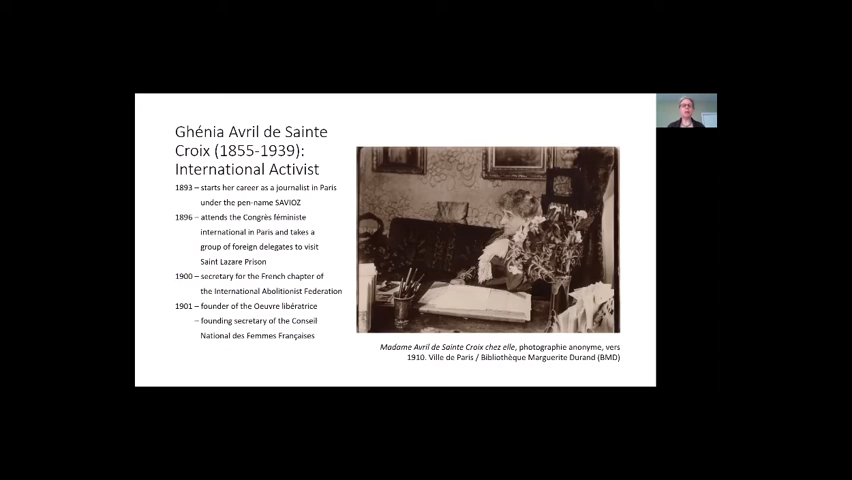 Ghénia Avril de Sainte
Croix (1855-1939):
International Activist
1893 – starts her career as a journalist in Paris
under the pen-name SAVIOZ
1896 – attends the Congrès féministe
international in Paris and takes a
group of foreign delegates to visit
Saint Lazare Prison
1900 – secretary for the French chapter of
the International Abolitionist Federation
1901 – founder of the Oeuvre libératrice
– founding secretary of the Conseil
National des Femmes Françaises
Madame Avril de Sainte Croix chez elle, photographie anonyme, vers
1910. Ville de Paris / Bibliothèque Marguerite Durand (BMD)